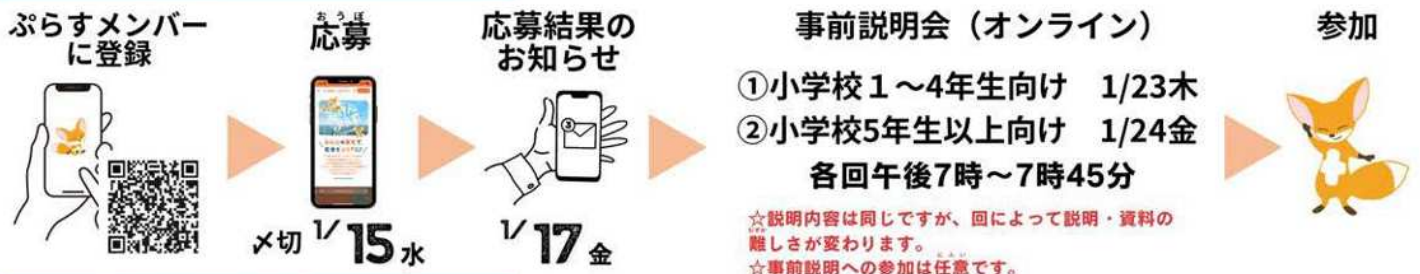 ぷらすメンバー
に登録
応募
おうぼ
〆切 1/15水
応募結果の
お知らせ
1/17金
事前説明会（オンライン）
①小学校１～4年生向け　1/23木
②小学校5年生以上向け　1/24金
各回午後7時～7時45分
☆説明内容は同じですが、回によって説明・資料の
難しさが変わります。
☆事前説明への参加は任意です。
参加